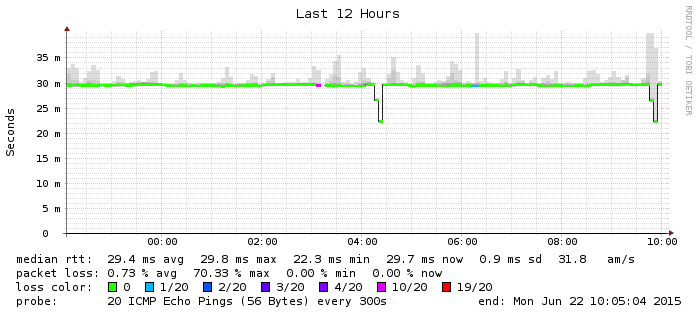 Last 12 Hours
RRDTOOL / TOBI OETIKER
Seconds
35 m
30 m
25 m
20 m
15 m
10 m
5 m
0
00:00 02:00 04:00 06:00 08:00 10:00
median rtt: 29.4 ms avg 29.8 ms max 22.3 ms min 29.7 ms now 0.9 ms sd 31.8 am/s
packet loss: 0.73 % avg 70.33 % max 0.00 % min 0.00 % now
loss color: 0 1/20 2/20 3/20 4/20 10/20 19/20
probe: 20 ICMP Echo Pings (56 Bytes) every 300s end: Mon Jun 22 10:05:04 2015